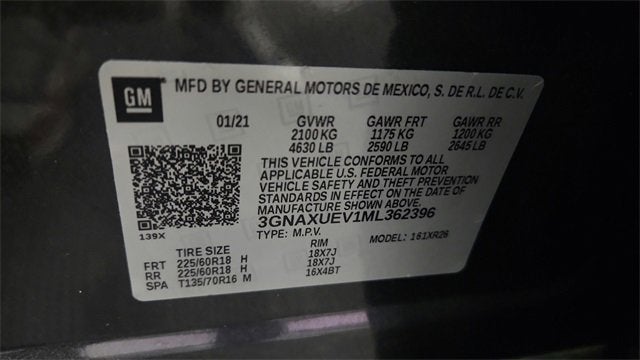 GM
MFD BY GENERAL MOTORS DE MEXICO, S. DE R.L. DE C.V.
01/21 GVWR GAWR FRT GAWR RR
2100 KG 1175 KG 1200 KG
4630 LB 2590 LB 2645 LB
THIS VEHICLE CONFORMS TO ALL
APPLICABLE U.S. FEDERAL MOTOR
VEHICLE SAFETY AND THEFT PREVENTION
STANDARDS IN EFFECT ON THE DATE OF
MANUFACTURE SHOWN ABOVE.
3GNAXUEV1ML362396
139X
TYPE: M.P.V. MODEL: 161XR26
TIRE SIZE RIM
FRT 225/60R18 H 18X7J
RR 225/60R18 H 18X7J
SPA T135/70R16 M 16X4BT